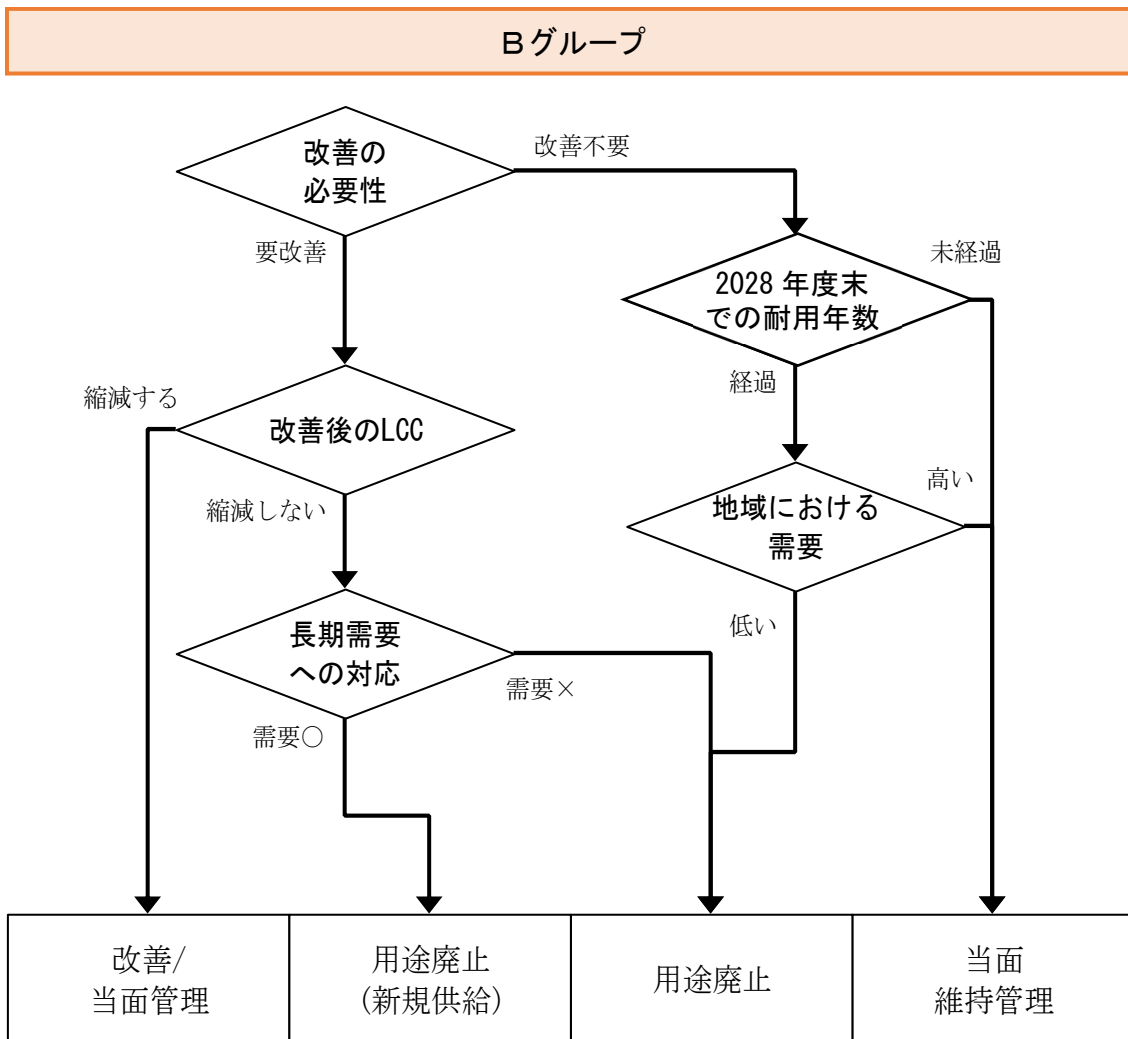 Bグループ
改善の
必要性
改善不要
要改善
2028 年度末
での耐用年数
未経過
経過
縮減する
改善後のLCC
縮減しない
地域における
需要
高い
低い
長期需要
への対応
需要×
需要○
改善/
当面管理
用途廃止
(新規供給)
用途廃止
当面
維持管理